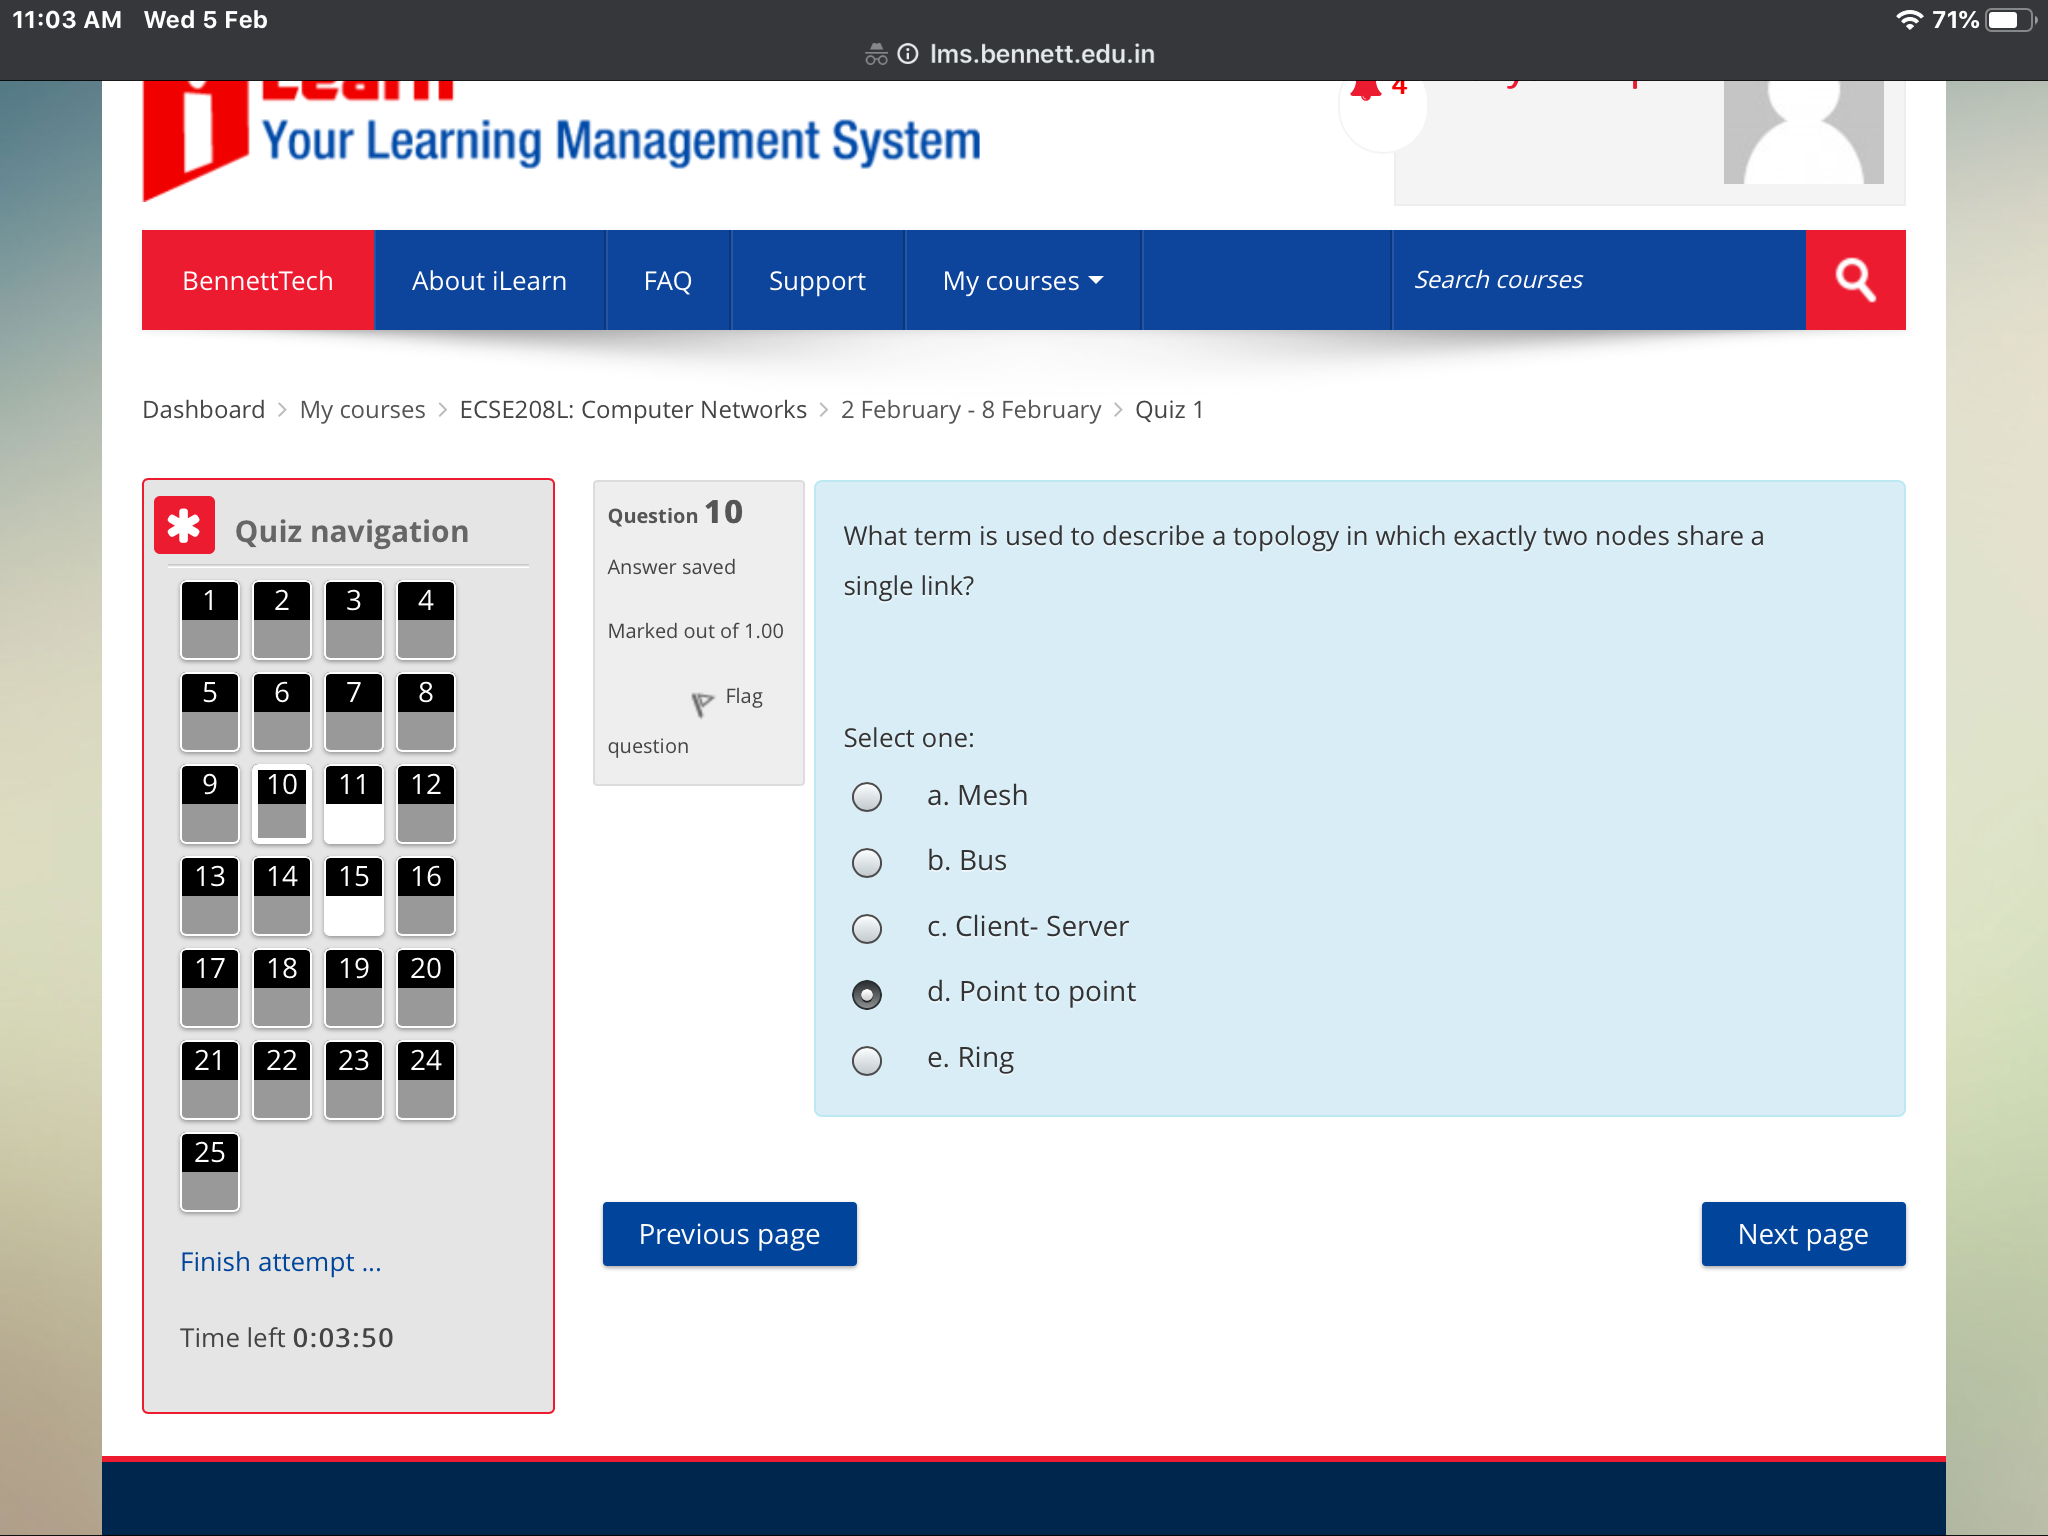 11:03 AM Wed 5 Feb
71%
lms.bennett.edu.in
iLearn
4
Your Learning Management System
BennettTech About iLearn FAQ Support My courses Search courses
Dashboard > My courses > ECSE208L: Computer Networks > 2 February - 8 February > Quiz 1
Quiz navigation
1 2 3 4
5 6 7 8
9 10 11 12
13 14 15 16
17 18 19 20
21 22 23 24
25
Finish attempt ...
Time left 0:03:50
Question 10
Answer saved
Marked out of 1.00
Flag
question
What term is used to describe a topology in which exactly two nodes share a
single link?
Select one:
a. Mesh
b. Bus
c. Client- Server
d. Point to point
e. Ring
Previous page
Next page